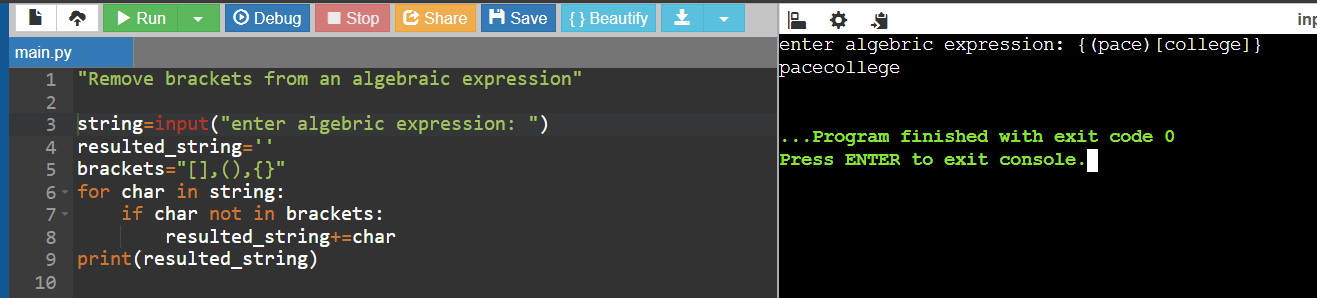 Run Debug Stop Share Save { } Beautify
inp
main.py
1 "Remove brackets from an algebraic expression"
2
3 string=input("enter algebric expression: ")
4 resulted_string=''
5 brackets="[],(),{}"
6 for char in string:
7     if char not in brackets:
8         resulted_string+=char
9 print(resulted_string)
10
enter algebric expression: {(pace)[college]}
pacecollege
...Program finished with exit code 0
Press ENTER to exit console.